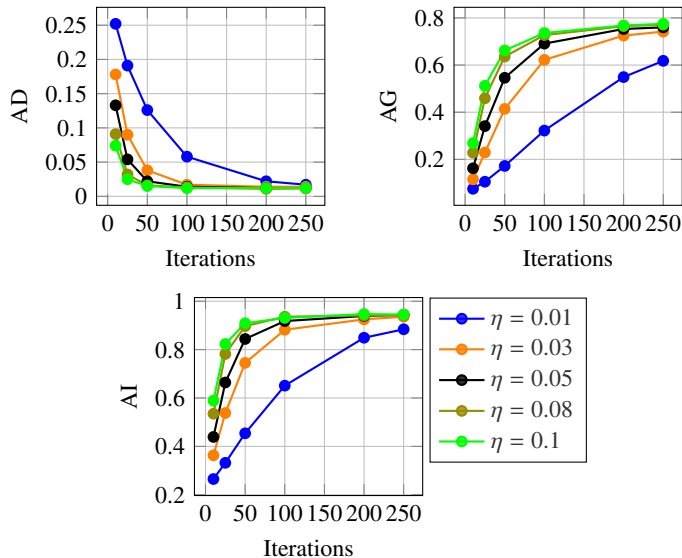 0.25
0.2
0.15
0.1
0.05
0
AD
0 50 100 150 200 250
Iterations
0.8
0.6
0.4
0.2
AG
0 50 100 150 200 250
Iterations
1
0.8
0.6
0.4
0.2
AI
0 50 100 150 200 250
Iterations
η = 0.01
η = 0.03
η = 0.05
η = 0.08
η = 0.1